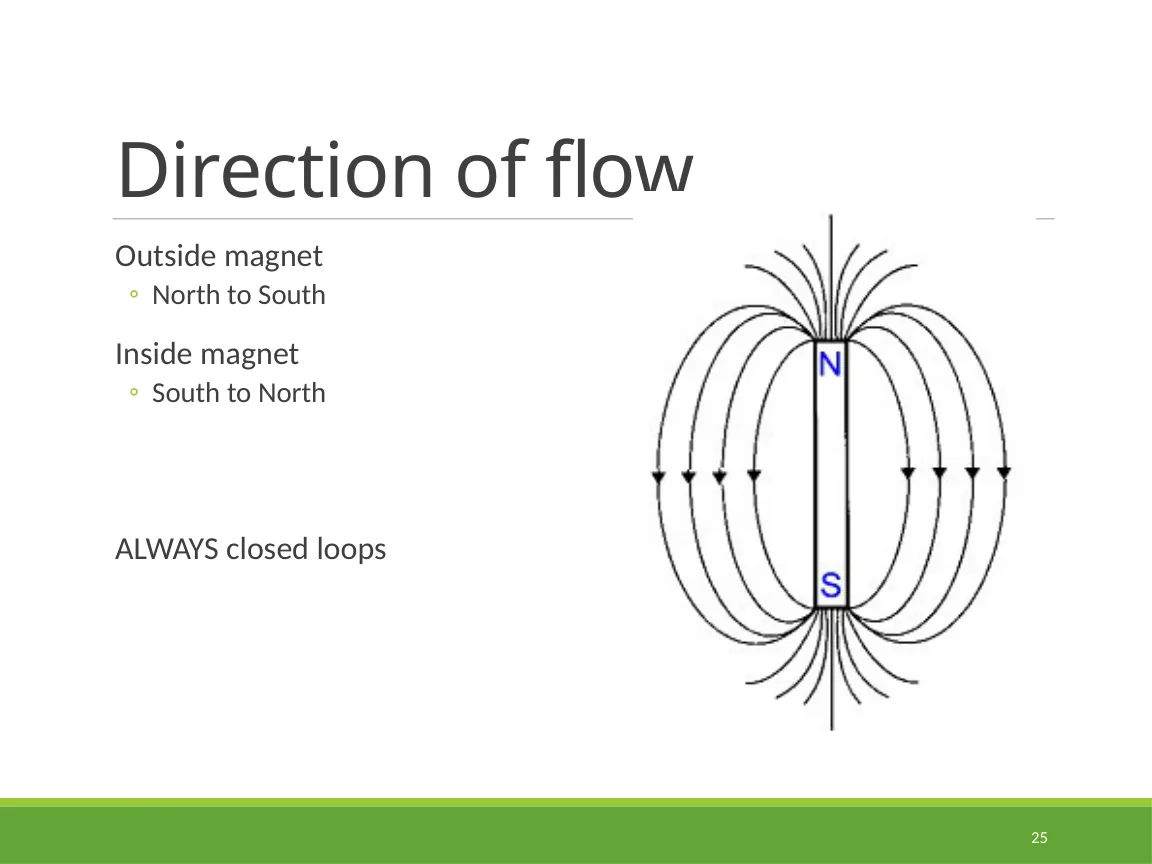 Direction of flow
Outside magnet
◦ North to South
Inside magnet
◦ South to North
ALWAYS closed loops
N
S
25